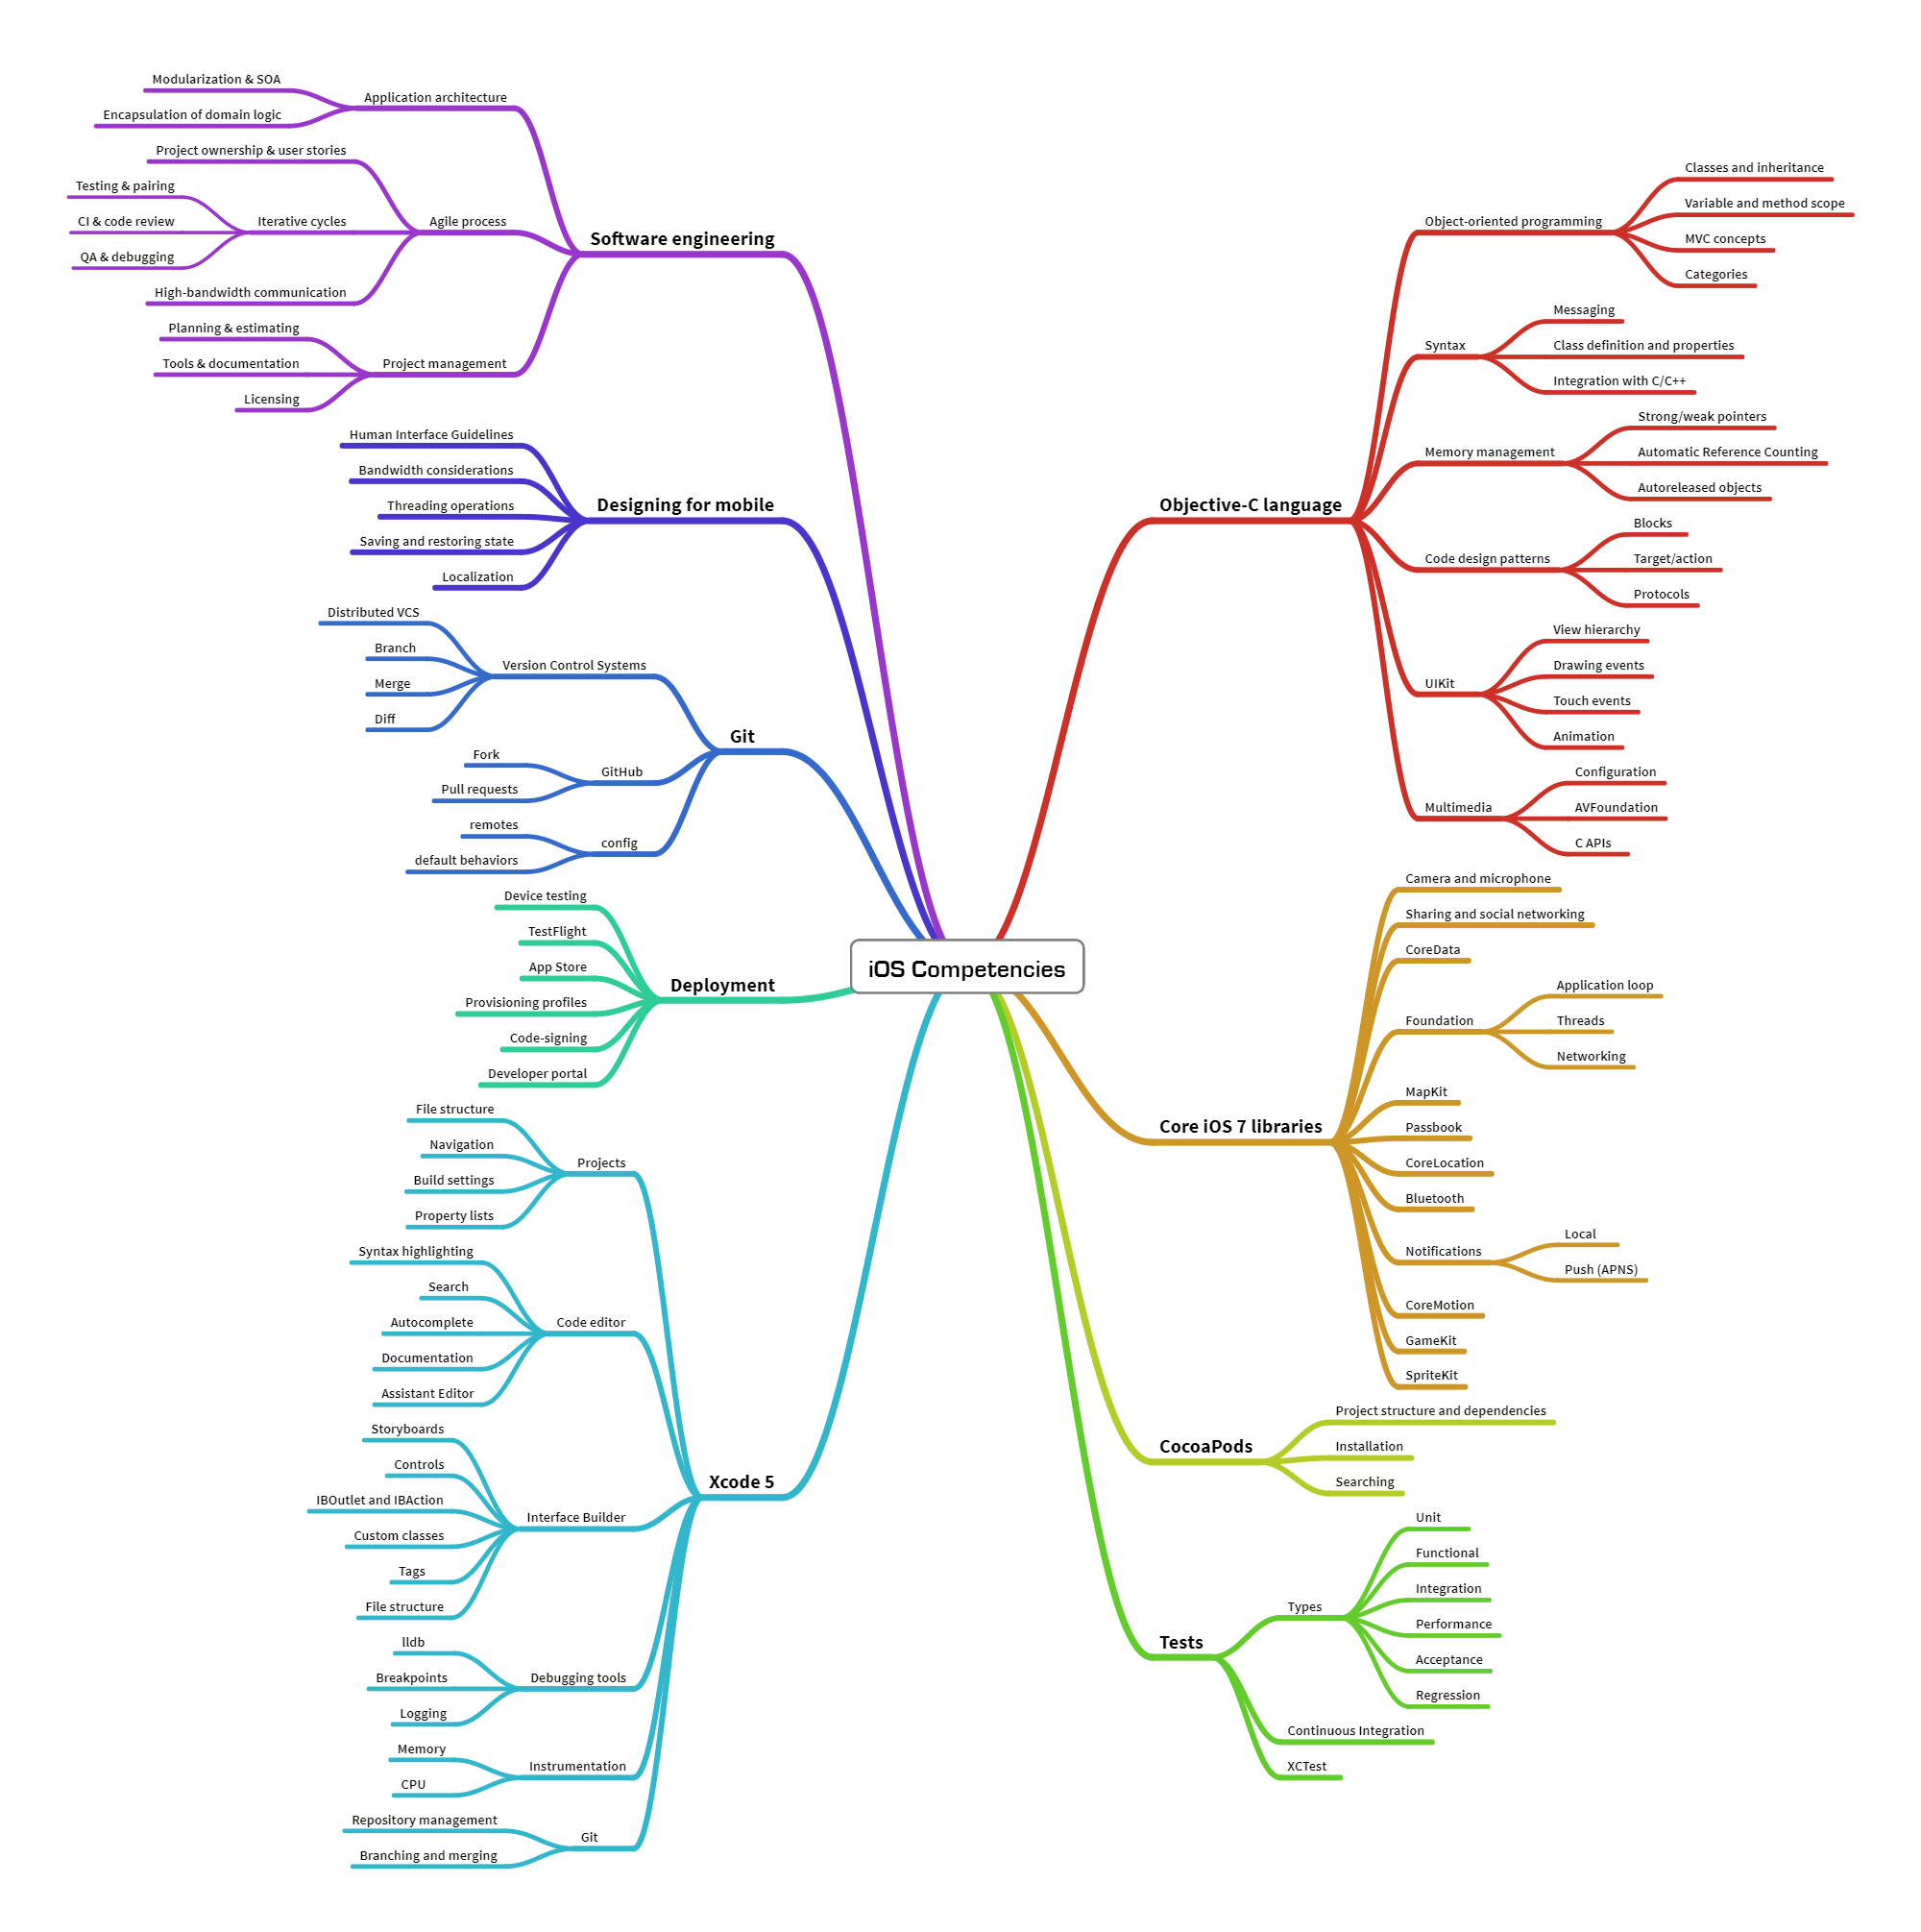 iOS Competencies
Software engineering
Application architecture
Modularization & SOA
Encapsulation of domain logic
Agile process
Project ownership & user stories
Iterative cycles
Testing & pairing
CI & code review
QA & debugging
High-bandwidth communication
Project management
Planning & estimating
Tools & documentation
Licensing
Designing for mobile
Human Interface Guidelines
Bandwidth considerations
Threading operations
Saving and restoring state
Localization
Git
Version Control Systems
Distributed VCS
Branch
Merge
Diff
GitHub
Fork
Pull requests
config
remotes
default behaviors
Deployment
Device testing
TestFlight
App Store
Provisioning profiles
Code-signing
Developer portal
Xcode 5
Projects
File structure
Navigation
Build settings
Property lists
Code editor
Syntax highlighting
Search
Autocomplete
Documentation
Assistant Editor
Interface Builder
Storyboards
Controls
IBOutlet and IBAction
Custom classes
Tags
File structure
Debugging tools
lldb
Breakpoints
Logging
Instrumentation
Memory
CPU
Git
Repository management
Branching and merging
Objective-C language
Object-oriented programming
Classes and inheritance
Variable and method scope
MVC concepts
Categories
Syntax
Messaging
Class definition and properties
Integration with C/C++
Memory management
Strong/weak pointers
Automatic Reference Counting
Autoreleased objects
Code design patterns
Blocks
Target/action
Protocols
UIKit
View hierarchy
Drawing events
Touch events
Animation
Multimedia
Configuration
AVFoundation
C APIs
Core iOS 7 libraries
Camera and microphone
Sharing and social networking
CoreData
Foundation
Application loop
Threads
Networking
MapKit
Passbook
CoreLocation
Bluetooth
Notifications
Local
Push (APNS)
CoreMotion
GameKit
SpriteKit
CocoaPods
Project structure and dependencies
Installation
Searching
Tests
Types
Unit
Functional
Integration
Performance
Acceptance
Regression
Continuous Integration
XCTest